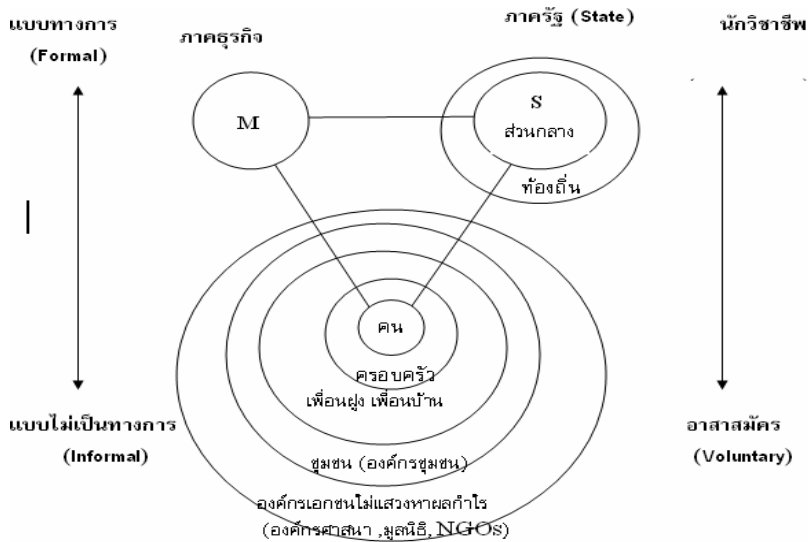 แบบทางการ
(Formal)
ภาคธุรกิจ
ภาครัฐ (State)
นักวิชาชีพ
M
S
ส่วนกลาง
ท้องถิ่น
คน
ครอบครัว
เพื่อนฝูง เพื่อนบ้าน
แบบไม่เป็นทางการ
(Informal)
อาสาสมัคร
(Voluntary)
ชุมชน (องค์กรชุมชน)
องค์กรเอกชนไม่แสวงหาผลกำไร
(องค์กรศาสนา ,มูลนิธิ, NGOs)